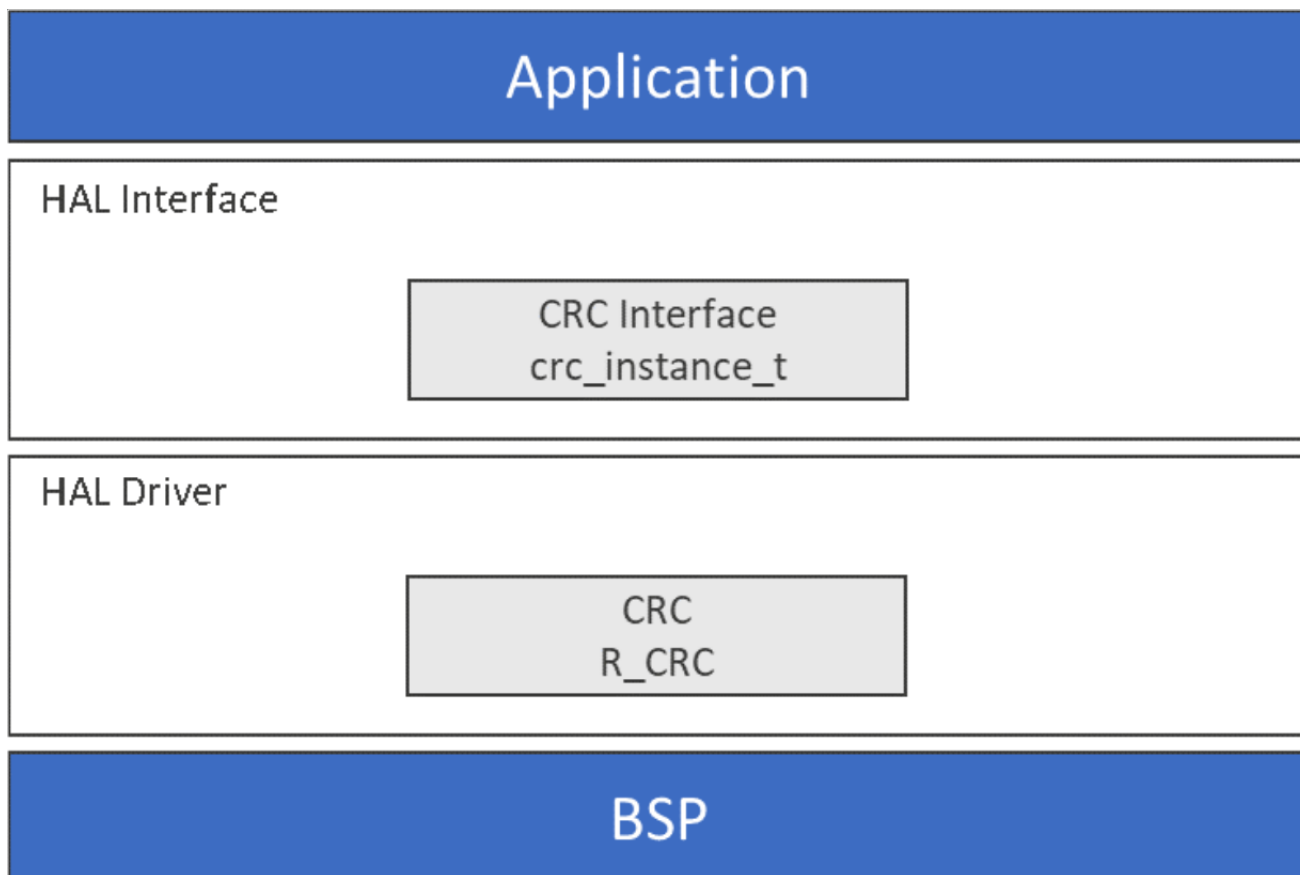 Application
HAL Interface
CRC Interface
crc_instance_t
HAL Driver
CRC
R_CRC
BSP